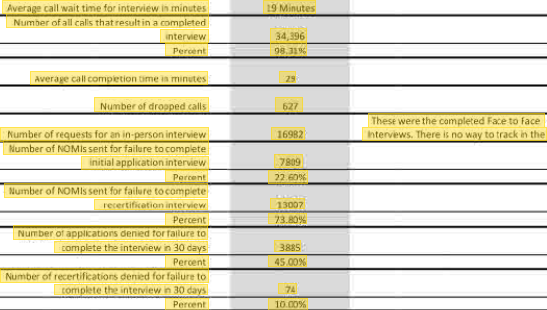 Average call wait time for interview in minutes 19 Minutes
Number of all calls that result in a completed
interview 34,396
Percent 98.31%
Average call completion time in minutes 29
Number of dropped calls 627
These were the completed Face to Face
Number of requests for an in-person interview 16982 Interviews. There is no way to track in the
Number of NOMIs sent for failure to complete
initial application interview 7809
Percent 22.60%
Number of NOMIs sent for failure to complete
recertification interview 13007
Percent 73.80%
Number of applications denied for failure to
complete the interview in 30 days 3885
Percent 45.00%
Number of recertifications denied for failure to
complete the interview in 30 days 74
Percent 10.00%